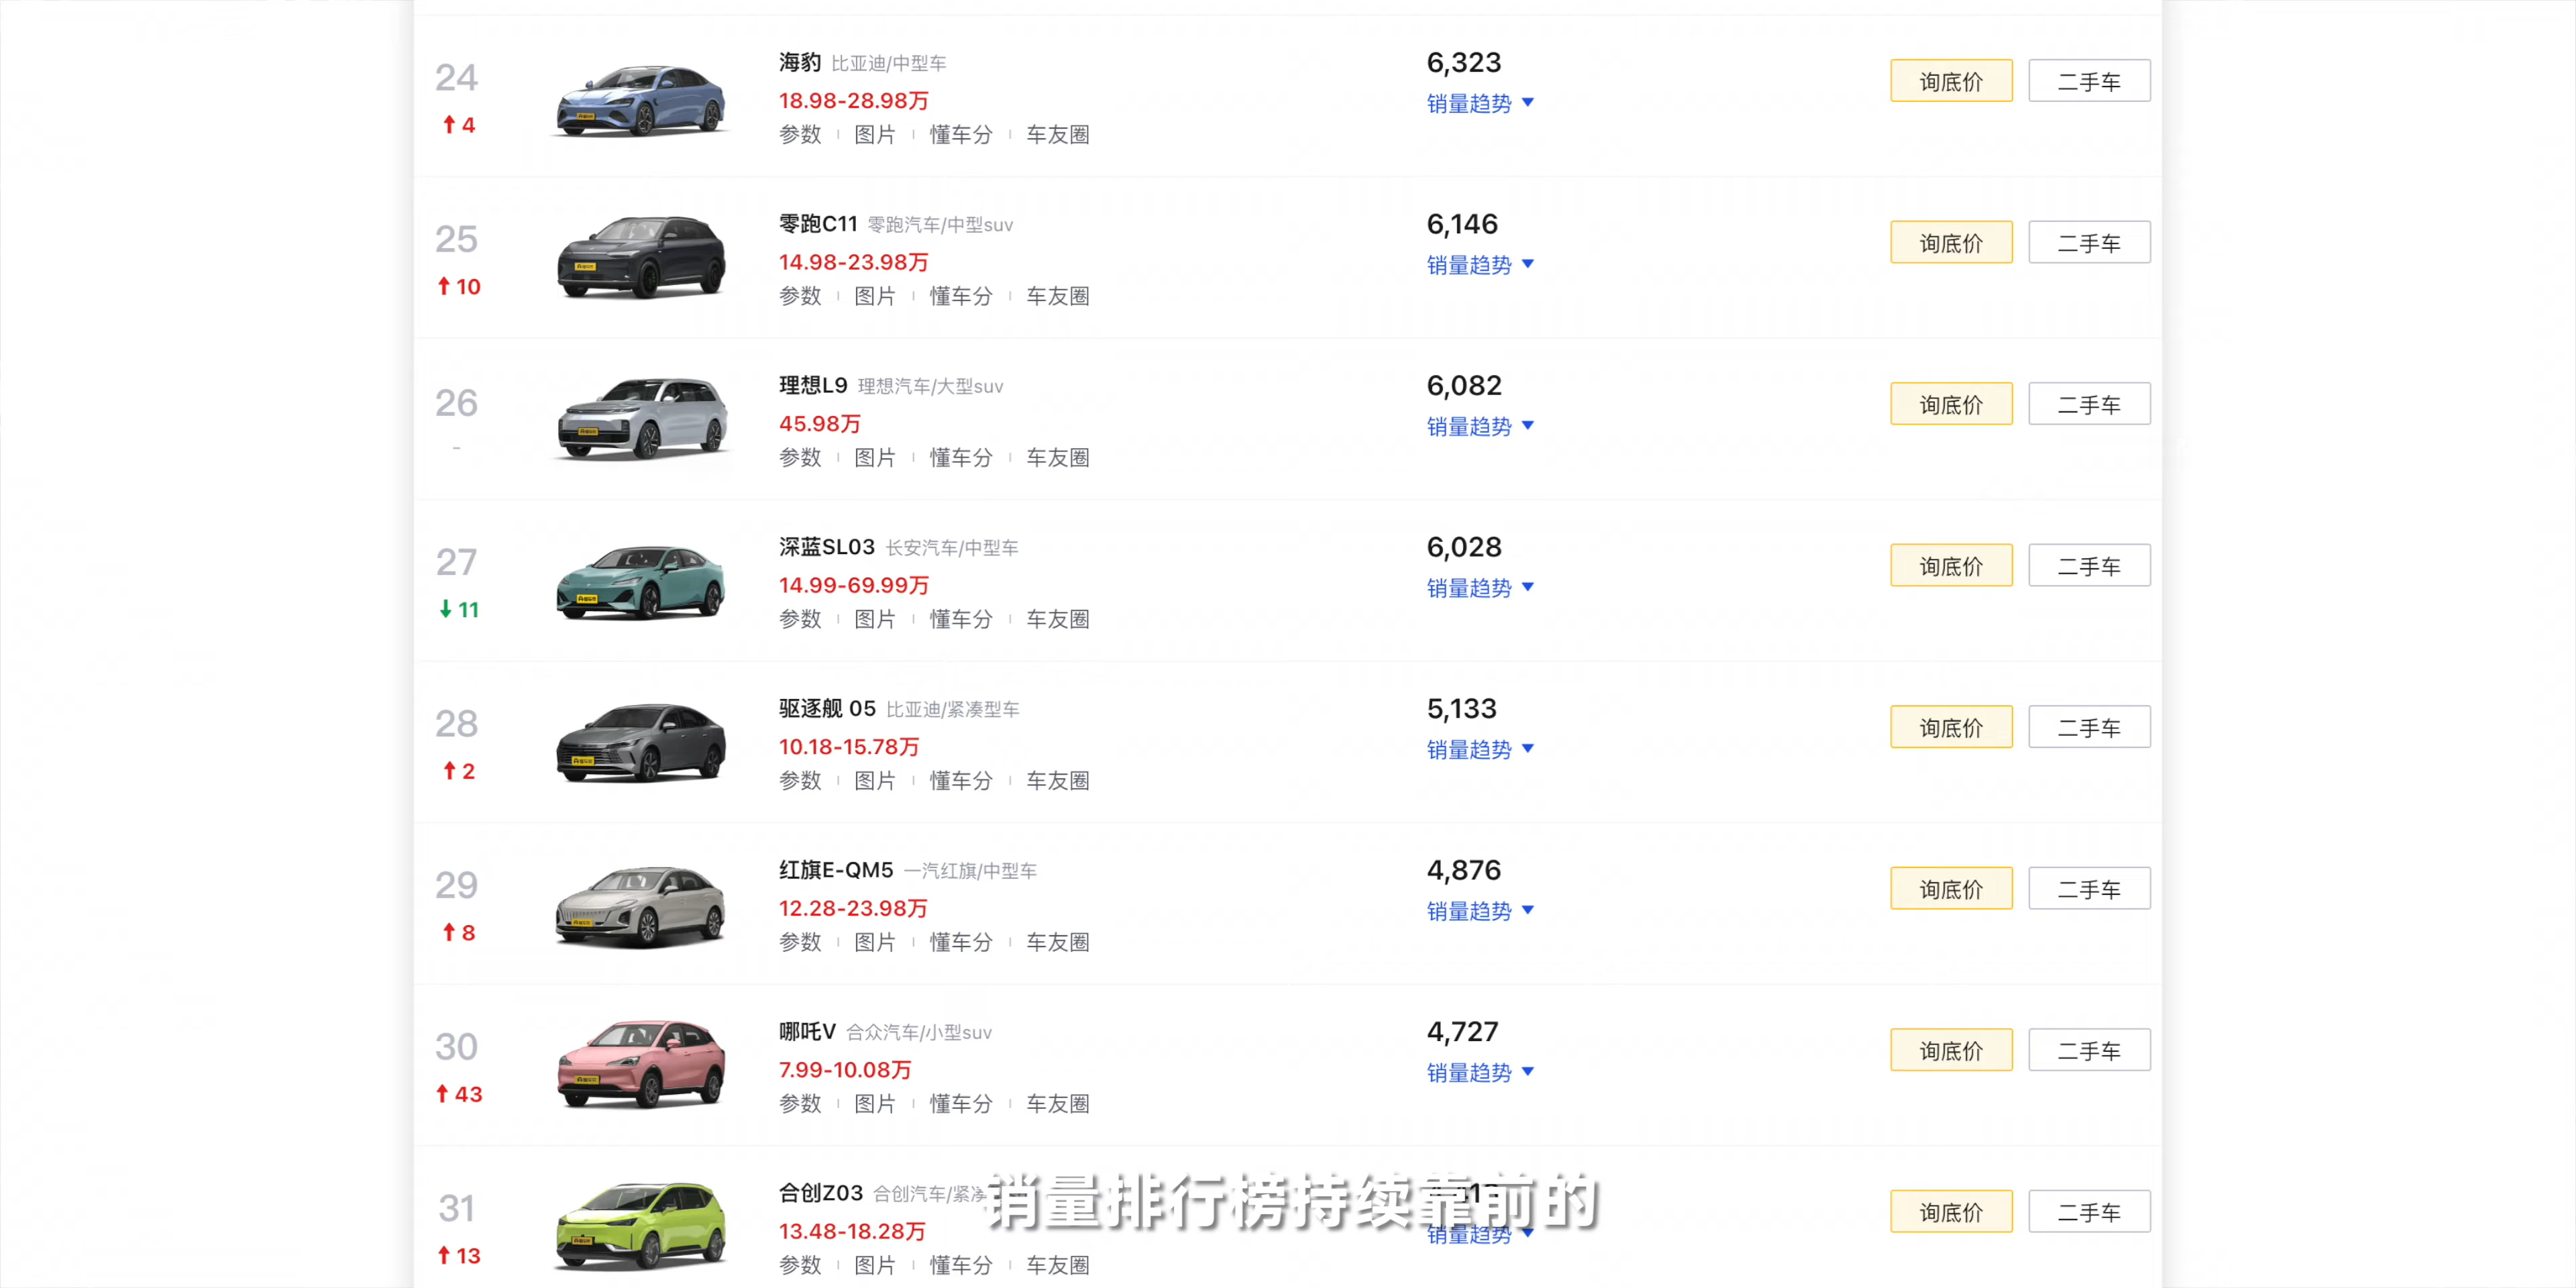 24
↑4
海豹 比亚迪/中型车
18.98-28.98万
参数 图片 懂车分 车友圈
6,323
销量趋势
询底价 二手车
25
↑10
零跑C11 零跑汽车/中型suv
14.98-23.98万
参数 图片 懂车分 车友圈
6,146
销量趋势
询底价 二手车
26
-
理想L9 理想汽车/大型suv
45.98万
参数 图片 懂车分 车友圈
6,082
销量趋势
询底价 二手车
27
↓11
深蓝SL03 长安汽车/中型车
14.99-69.99万
参数 图片 懂车分 车友圈
6,028
销量趋势
询底价 二手车
28
↑2
驱逐舰 05 比亚迪/紧凑型车
10.18-15.78万
参数 图片 懂车分 车友圈
5,133
销量趋势
询底价 二手车
29
↑8
红旗E-QM5 一汽红旗/中型车
12.28-23.98万
参数 图片 懂车分 车友圈
4,876
销量趋势
询底价 二手车
30
↑43
哪吒V 合众汽车/小型suv
7.99-10.08万
参数 图片 懂车分 车友圈
4,727
销量趋势
询底价 二手车
31
↑13
合创Z03 合创汽车/紧凑
13.48-18.28万
参数 图片 懂车分 车友圈
销量趋势
询底价 二手车
销量排行榜持续靠前的